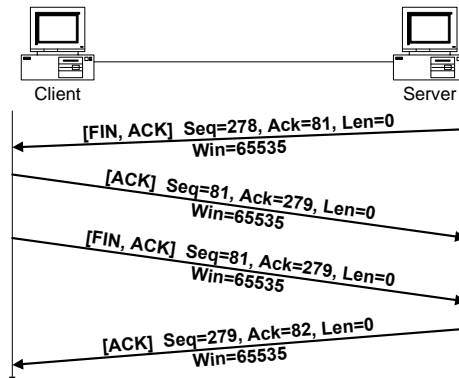 Client
Server
[FIN, ACK] Seq=278, Ack=81, Len=0
Win=65535
[ACK] Seq=81, Ack=279, Len=0
Win=65535
[FIN, ACK] Seq=81, Ack=279, Len=0
Win=65535
[ACK] Seq=279, Ack=82, Len=0
Win=65535